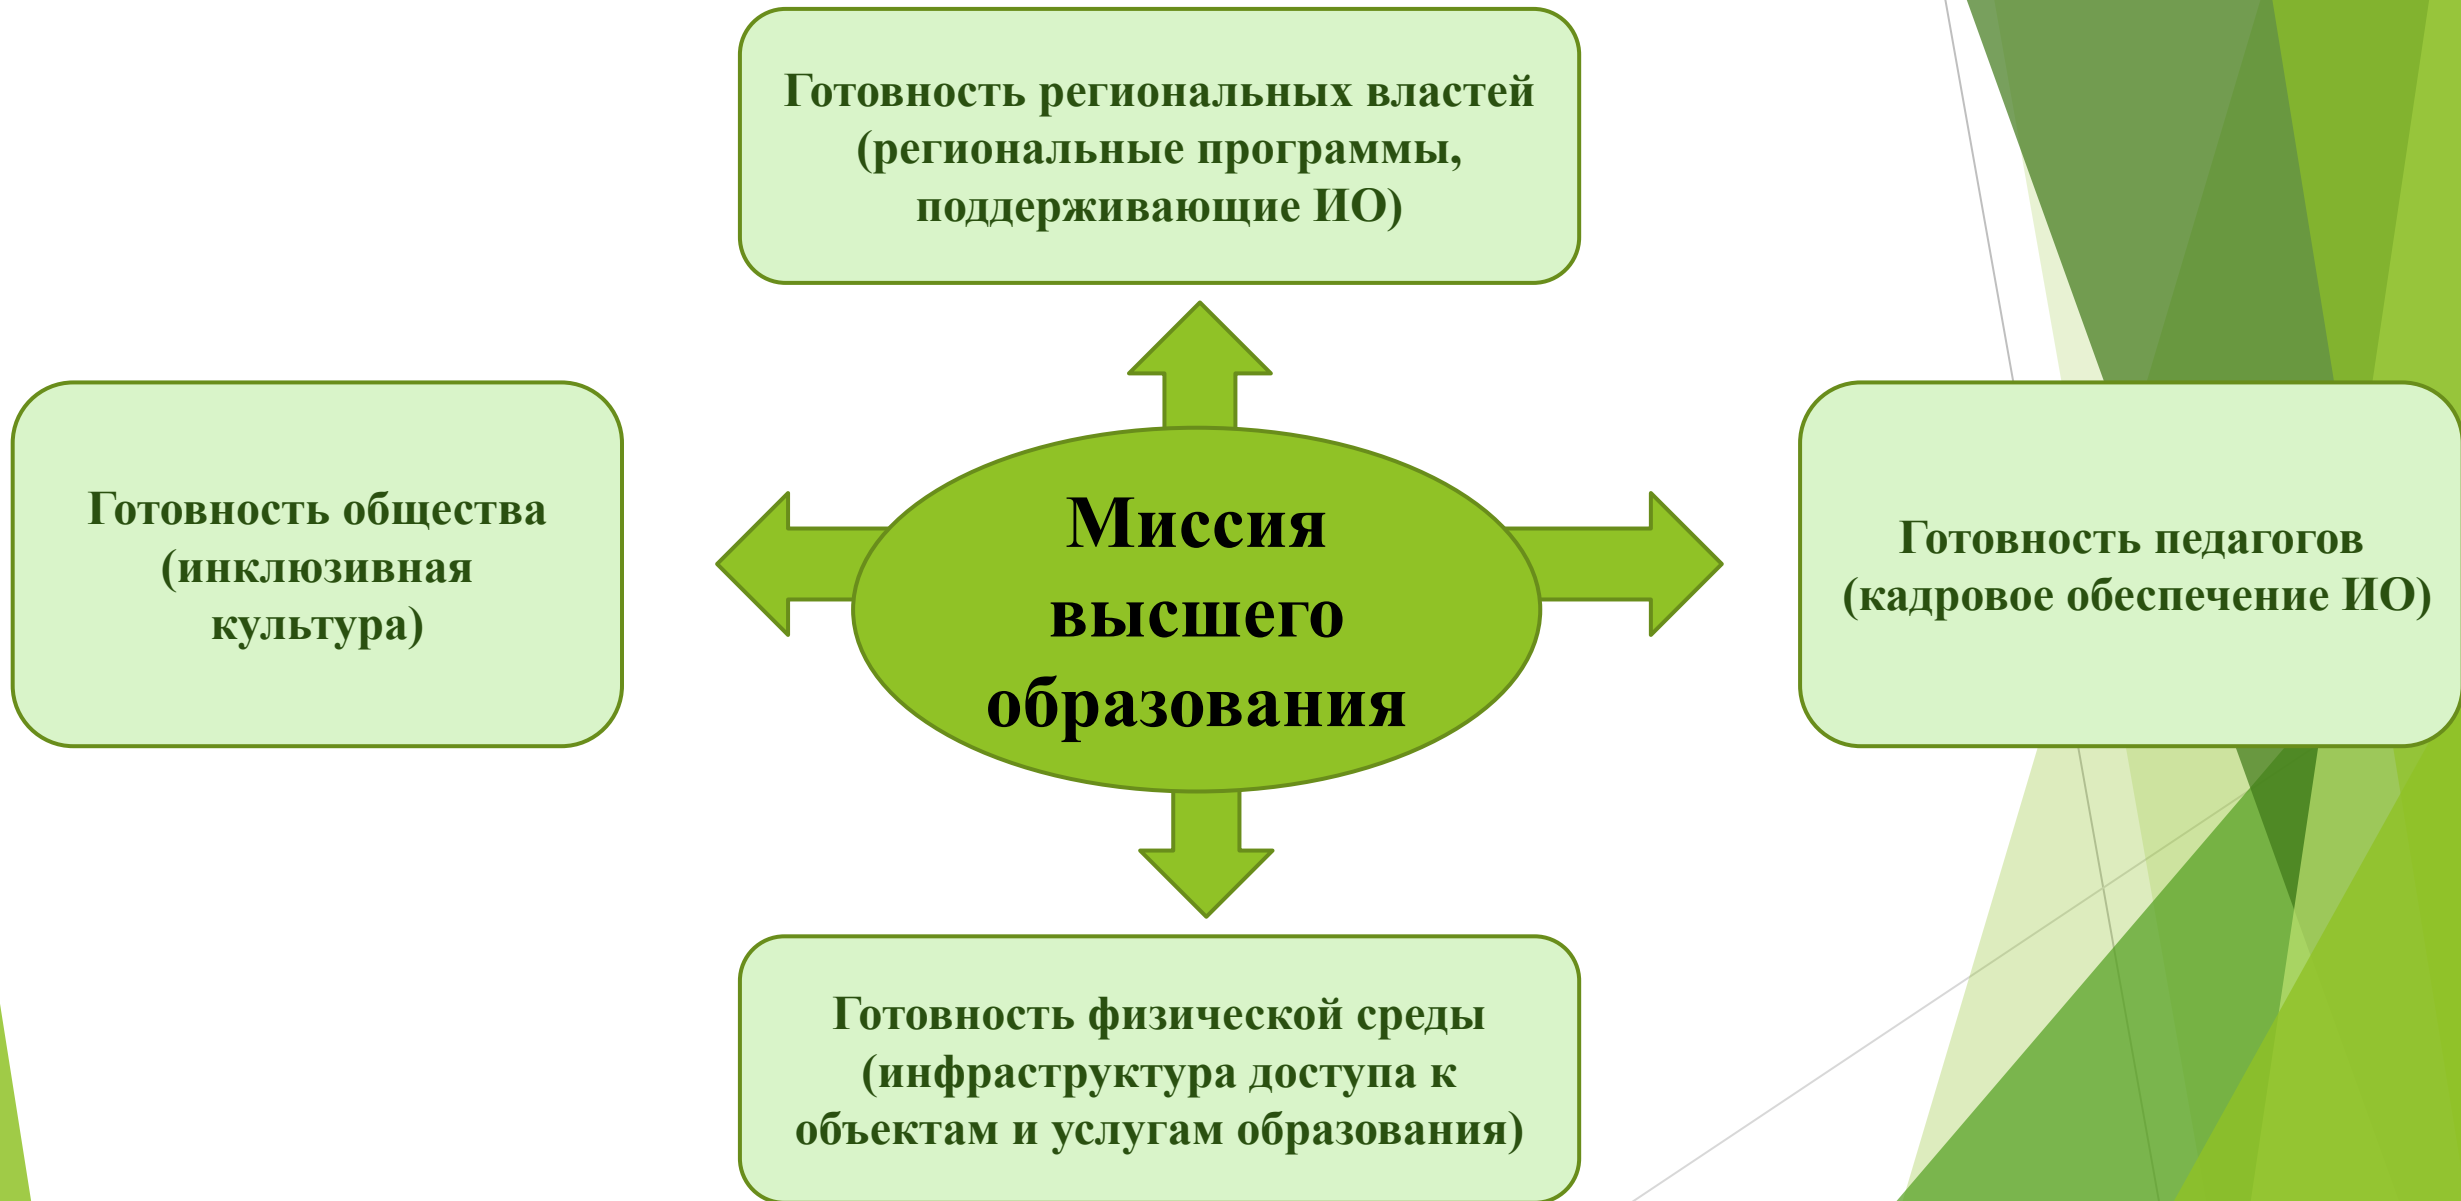 Готовность региональных властей
(региональные программы,
поддерживающие ИО)
Готовность общества
(инклюзивная
культура)
Миссия
высшего
образования
Готовность педагогов
(кадровое обеспечение ИО)
Готовность физической среды
(инфраструктура доступа к
объектам и услугам образования)